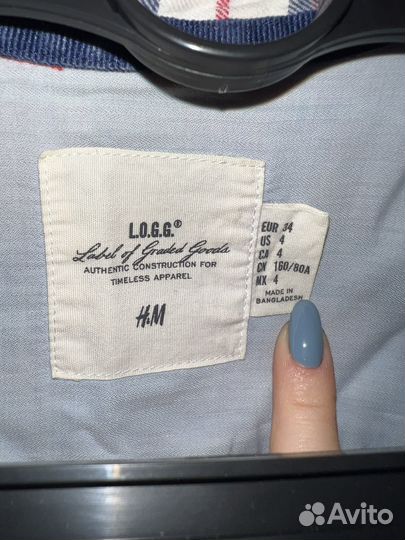 L.O.G.G.®
Label of Graded Goods
AUTHENTIC CONSTRUCTION FOR
TIMELESS APPAREL
H&M
EUR 34
US 4
CA 4
CN 160/80A
MX 4
MADE IN
BANGLADESH
Avito